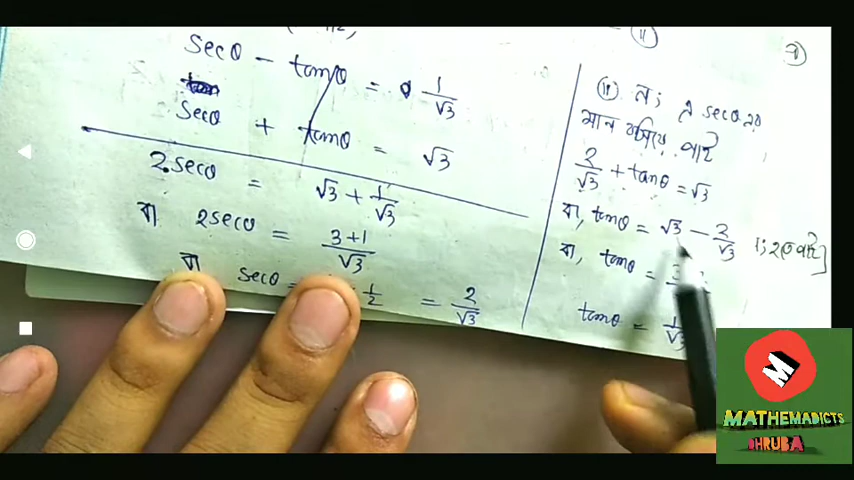 secθ − tanθ = 1/√3
secθ + tanθ = √3
2secθ = √3 + 1/√3
বা 2secθ = 3+1/√3
বা secθ = 1/2 = 2/√3
11
(ii) নং এ secθ এর
মান বসিয়ে পাই
2/√3 + tanθ = √3
বা, tanθ = √3 − 2/√3
বা, tanθ = 3
tanθ = 1/√3
MATHEMADICTS
DHRUBA